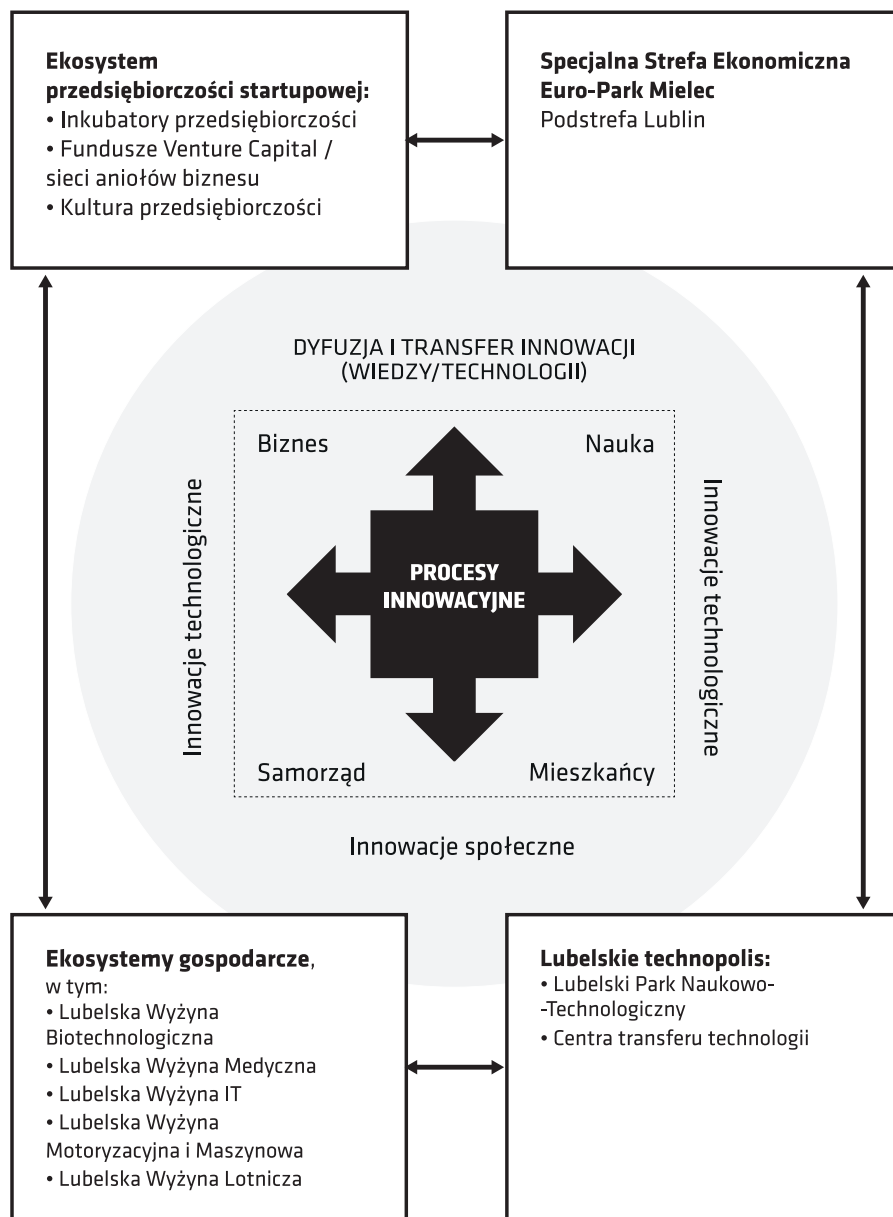 Ekosystem
przedsiębiorczości startupowej:
• Inkubatory przedsiębiorczości
• Fundusze Venture Capital /
sieci aniołów biznesu
• Kultura przedsiębiorczości
Specjalna Strefa Ekonomiczna
Euro-Park Mielec
Podstrefa Lublin
DYFUZJA I TRANSFER INNOWACJI
(WIEDZY/TECHNOLOGII)
Biznes
Nauka
Innowacje technologiczne
PROCESY
INNOWACYJNE
Innowacje technologiczne
Samorząd
Mieszkańcy
Innowacje społeczne
Ekosystemy gospodarcze,
w tym:
• Lubelska Wyżyna
Biotechnologiczna
• Lubelska Wyżyna Medyczna
• Lubelska Wyżyna IT
• Lubelska Wyżyna
Motoryzacyjna i Maszynowa
• Lubelska Wyżyna Lotnicza
Lubelskie technopolis:
• Lubelski Park Naukowo-
-Technologiczny
• Centra transferu technologii